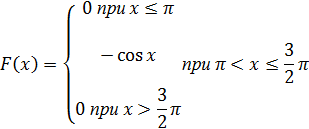 F(x) = { 0 при x ≤ π
− cos x при π < x ≤ 3/2 π
0 при x > 3/2 π